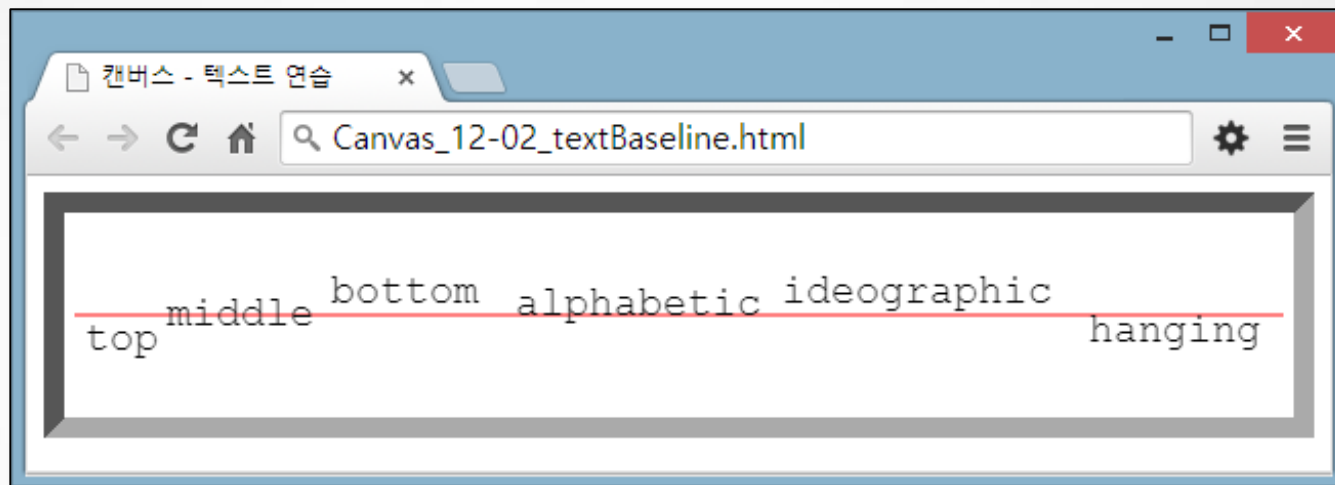 캔버스 - 텍스트 연습
Canvas_12-02_textBaseline.html
top middle bottom alphabetic ideographic hanging